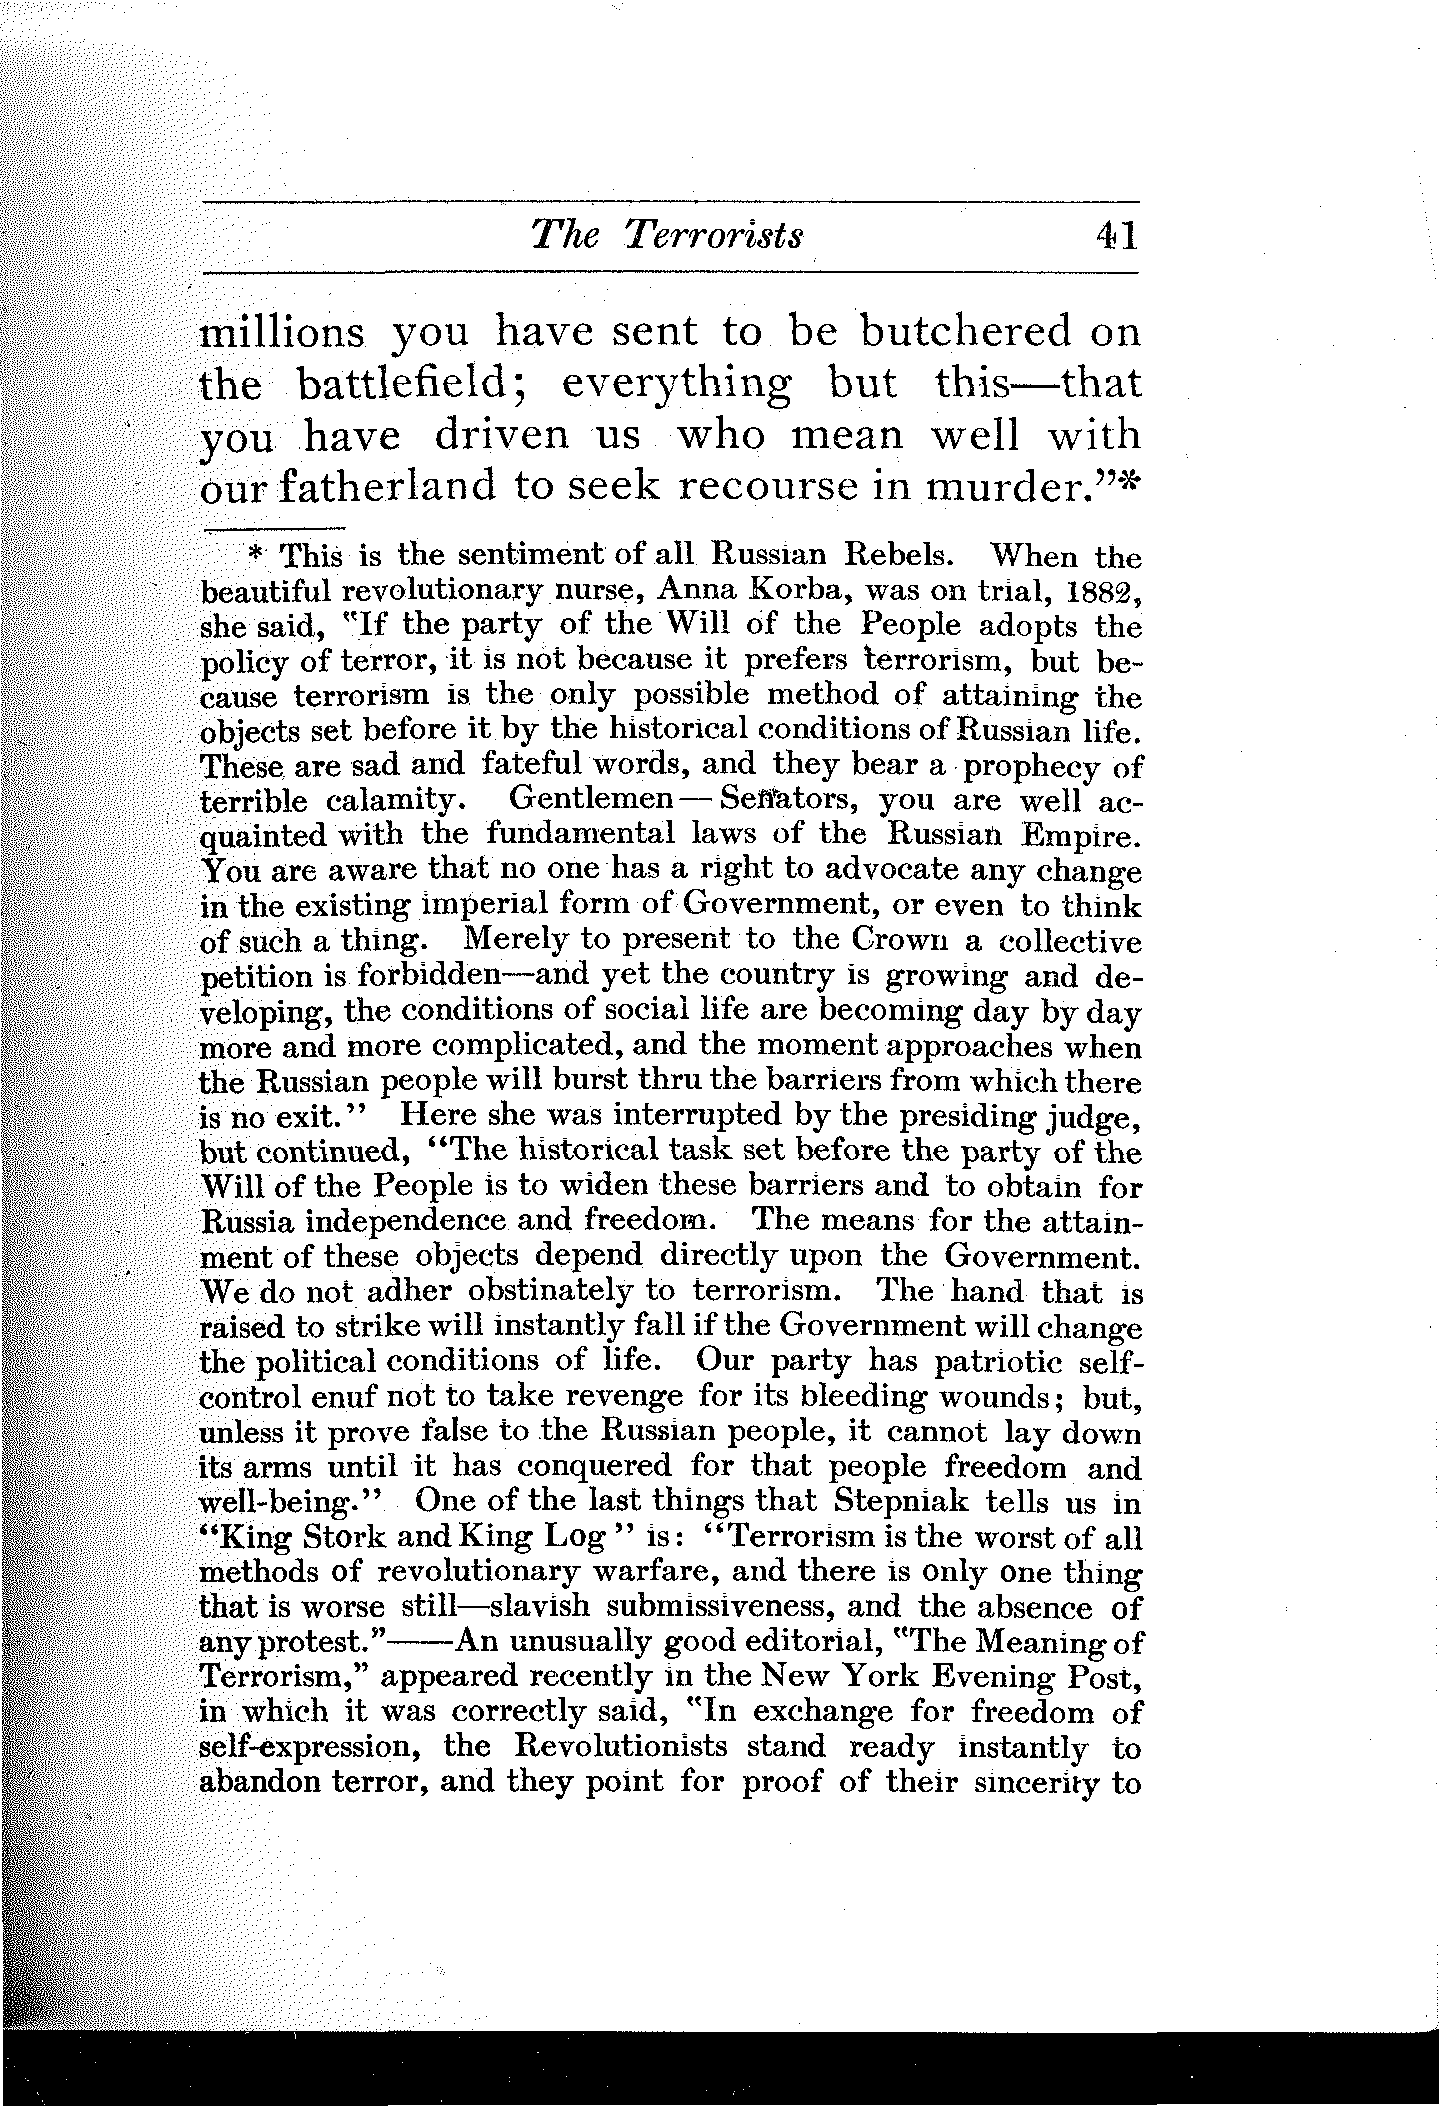 The Terrorists 41
millions you have sent to be butchered on
the battlefield; everything but this—that
you have driven us who mean well with
our fatherland to seek recourse in murder.”*
* This is the sentiment of all Russian Rebels. When the
beautiful revolutionary nurse, Anna Korba, was on trial, 1882,
she said, “If the party of the Will of the People adopts the
policy of terror, it is not because it prefers terrorism, but be-
cause terrorism is the only possible method of attaining the
objects set before it by the historical conditions of Russian life.
These are sad and fateful words, and they bear a prophecy of
terrible calamity. Gentlemen—Senators, you are well ac-
quainted with the fundamental laws of the Russian Empire.
You are aware that no one has a right to advocate any change
in the existing imperial form of Government, or even to think
of such a thing. Merely to present to the Crown a collective
petition is forbidden—and yet the country is growing and de-
veloping, the conditions of social life are becoming day by day
more and more complicated, and the moment approaches when
the Russian people will burst thru the barriers from which there
is no exit.” Here she was interrupted by the presiding judge,
but continued, “The historical task set before the party of the
Will of the People is to widen these barriers and to obtain for
Russia independence and freedom. The means for the attain-
ment of these objects depend directly upon the Government.
We do not adher obstinately to terrorism. The hand that is
raised to strike will instantly fall if the Government will change
the political conditions of life. Our party has patriotic self-
control enuf not to take revenge for its bleeding wounds; but,
unless it prove false to the Russian people, it cannot lay down
its arms until it has conquered for that people freedom and
well-being.” One of the last things that Stepniak tells us in
“King Stork and King Log” is: “Terrorism is the worst of all
methods of revolutionary warfare, and there is only one thing
that is worse still—slavish submissiveness, and the absence of
any protest.”——An unusually good editorial, “The Meaning of
Terrorism,” appeared recently in the New York Evening Post,
in which it was correctly said, “In exchange for freedom of
self-expression, the Revolutionists stand ready instantly to
abandon terror, and they point for proof of their sincerity to